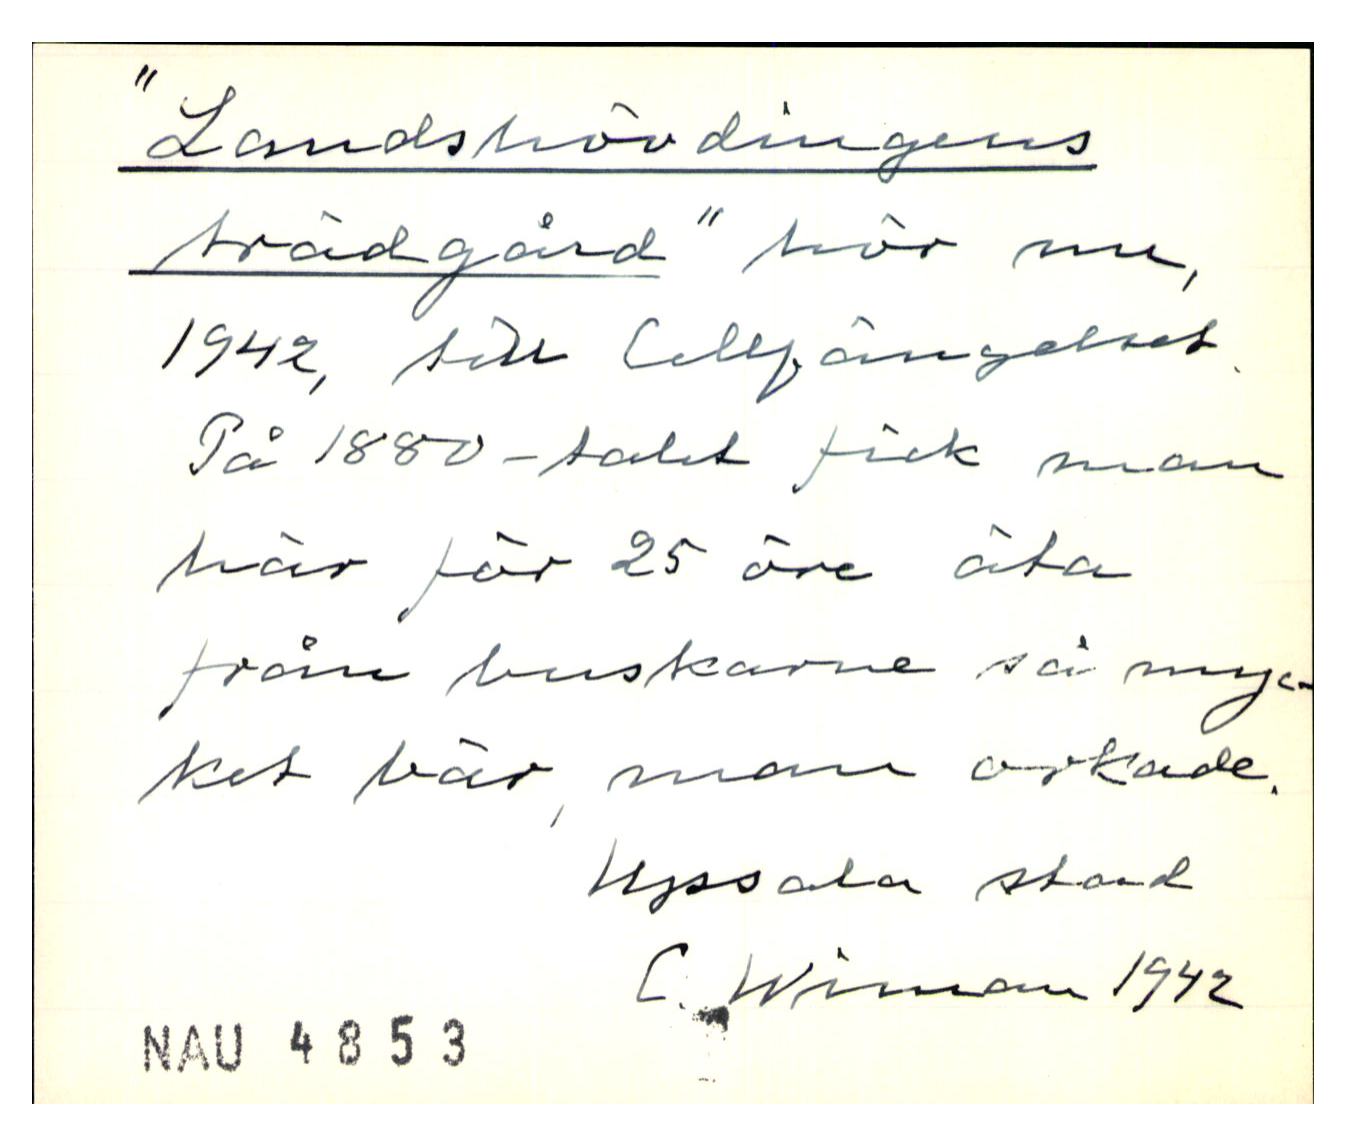 "Landshövdingens
trädgård" hör nu,
1942, till Cellfängelset.
På 1880-talet fick man
här för 25 öre äta
från buskarne så myc-
ket bär, man orkade.
Uppsala stad
C. Wiman 1942
NAU 4853